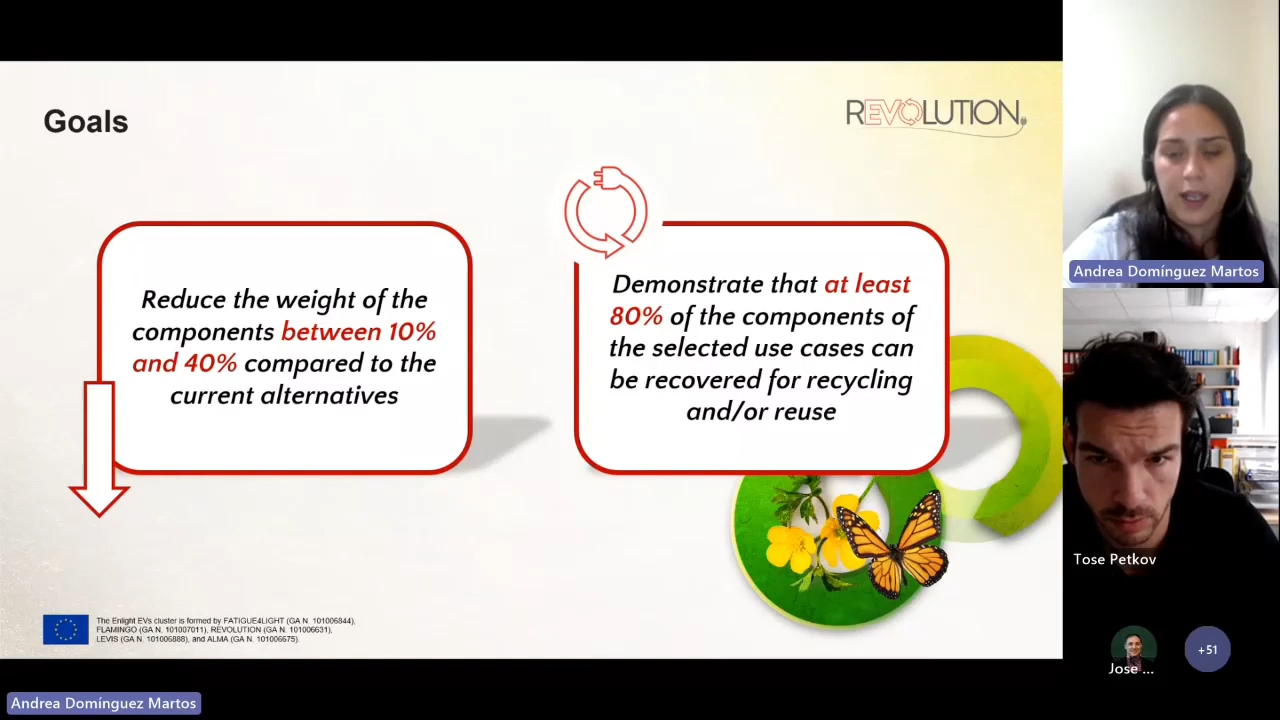 Goals
REVOLUTION
Reduce the weight of the
components between 10%
and 40% compared to the
current alternatives
Demonstrate that at least
80% of the components of
the selected use cases can
be recovered for recycling
and/or reuse
The Enlight EVs cluster is formed by FATIGUE4LIGHT (GA N. 101006844),
FLAMINGO (GA N. 101007011), REVOLUTION (GA N. 101006631),
LEVIS (GA N. 101006888), and ALMA (GA N. 101006675).
Andrea Domínguez Martos
Tose Petkov
Jose ...
+51
Andrea Domínguez Martos